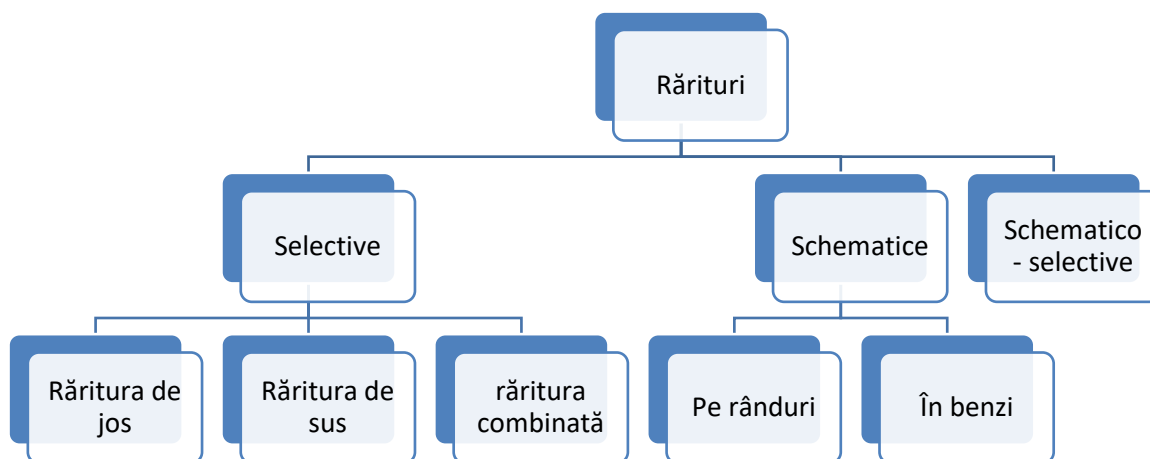 Rărituri
Selective
Schematice
Schematico
- selective
Răritura de
jos
Răritura de
sus
răritura
combinată
Pe rânduri
În benzi